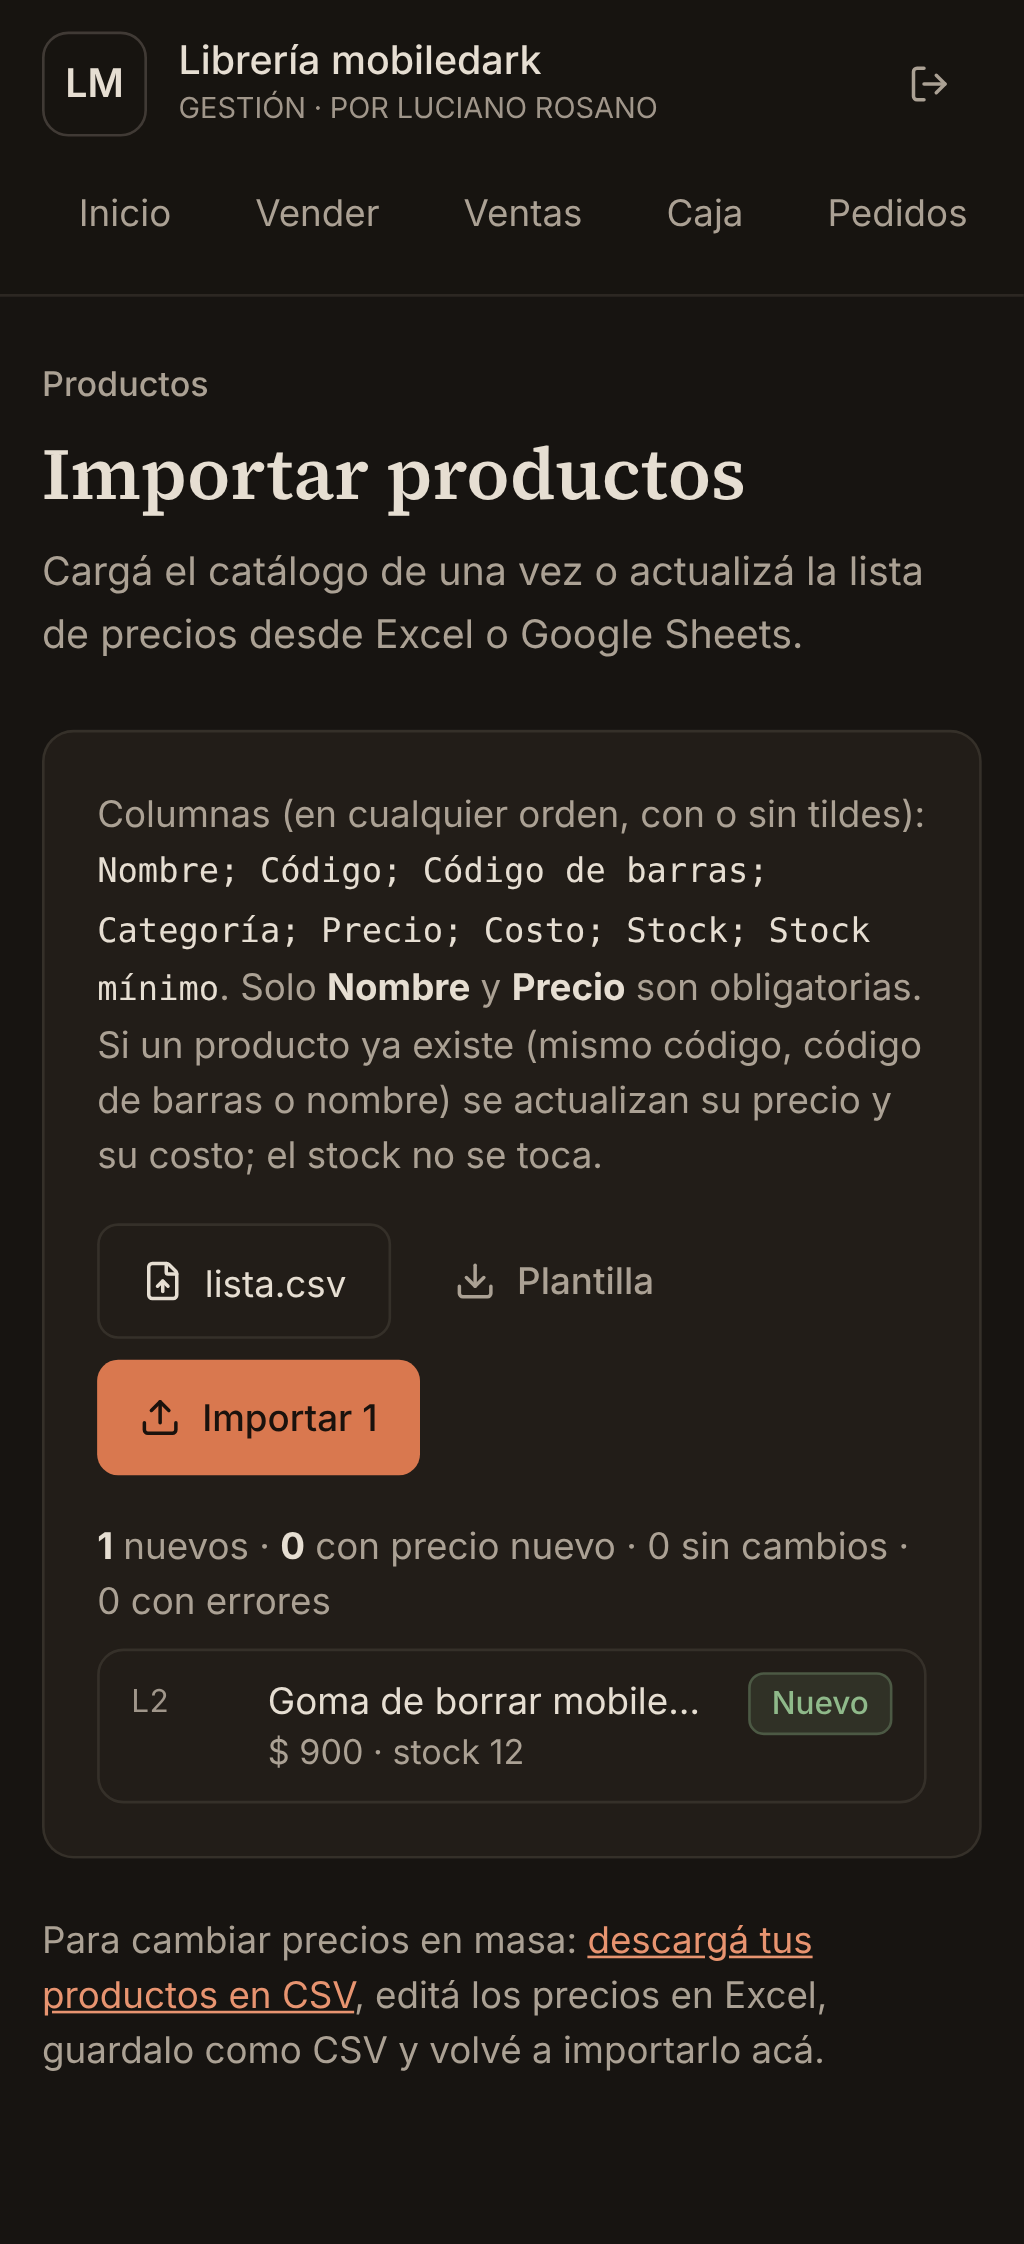 LM
Librería mobiledark
GESTIÓN · POR LUCIANO ROSANO
Inicio Vender Ventas Caja Pedidos
Productos
Importar productos
Cargá el catálogo de una vez o actualizá la lista
de precios desde Excel o Google Sheets.
Columnas (en cualquier orden, con o sin tildes):
Nombre; Código; Código de barras;
Categoría; Precio; Costo; Stock; Stock
mínimo. Solo Nombre y Precio son obligatorias.
Si un producto ya existe (mismo código, código
de barras o nombre) se actualizan su precio y
su costo; el stock no se toca.
lista.csv Plantilla
Importar 1
1 nuevos · 0 con precio nuevo · 0 sin cambios ·
0 con errores
L2 Goma de borrar mobile... Nuevo
$ 900 · stock 12
Para cambiar precios en masa: descargá tus
productos en CSV, editá los precios en Excel,
guardalo como CSV y volvé a importarlo acá.